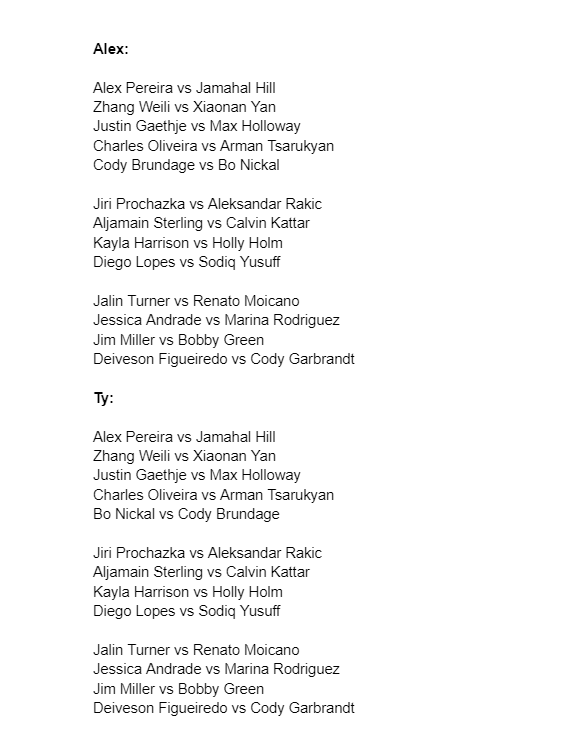 Alex:
Alex Pereira vs Jamahal Hill
Zhang Weili vs Xiaonan Yan
Justin Gaethje vs Max Holloway
Charles Oliveira vs Arman Tsarukyan
Cody Brundage vs Bo Nickal
Jiri Prochazka vs Aleksandar Rakic
Aljamain Sterling vs Calvin Kattar
Kayla Harrison vs Holly Holm
Diego Lopes vs Sodiq Yusuff
Jalin Turner vs Renato Moicano
Jessica Andrade vs Marina Rodriguez
Jim Miller vs Bobby Green
Deiveson Figueiredo vs Cody Garbrandt
Ty:
Alex Pereira vs Jamahal Hill
Zhang Weili vs Xiaonan Yan
Justin Gaethje vs Max Holloway
Charles Oliveira vs Arman Tsarukyan
Bo Nickal vs Cody Brundage
Jiri Prochazka vs Aleksandar Rakic
Aljamain Sterling vs Calvin Kattar
Kayla Harrison vs Holly Holm
Diego Lopes vs Sodiq Yusuff
Jalin Turner vs Renato Moicano
Jessica Andrade vs Marina Rodriguez
Jim Miller vs Bobby Green
Deiveson Figueiredo vs Cody Garbrandt